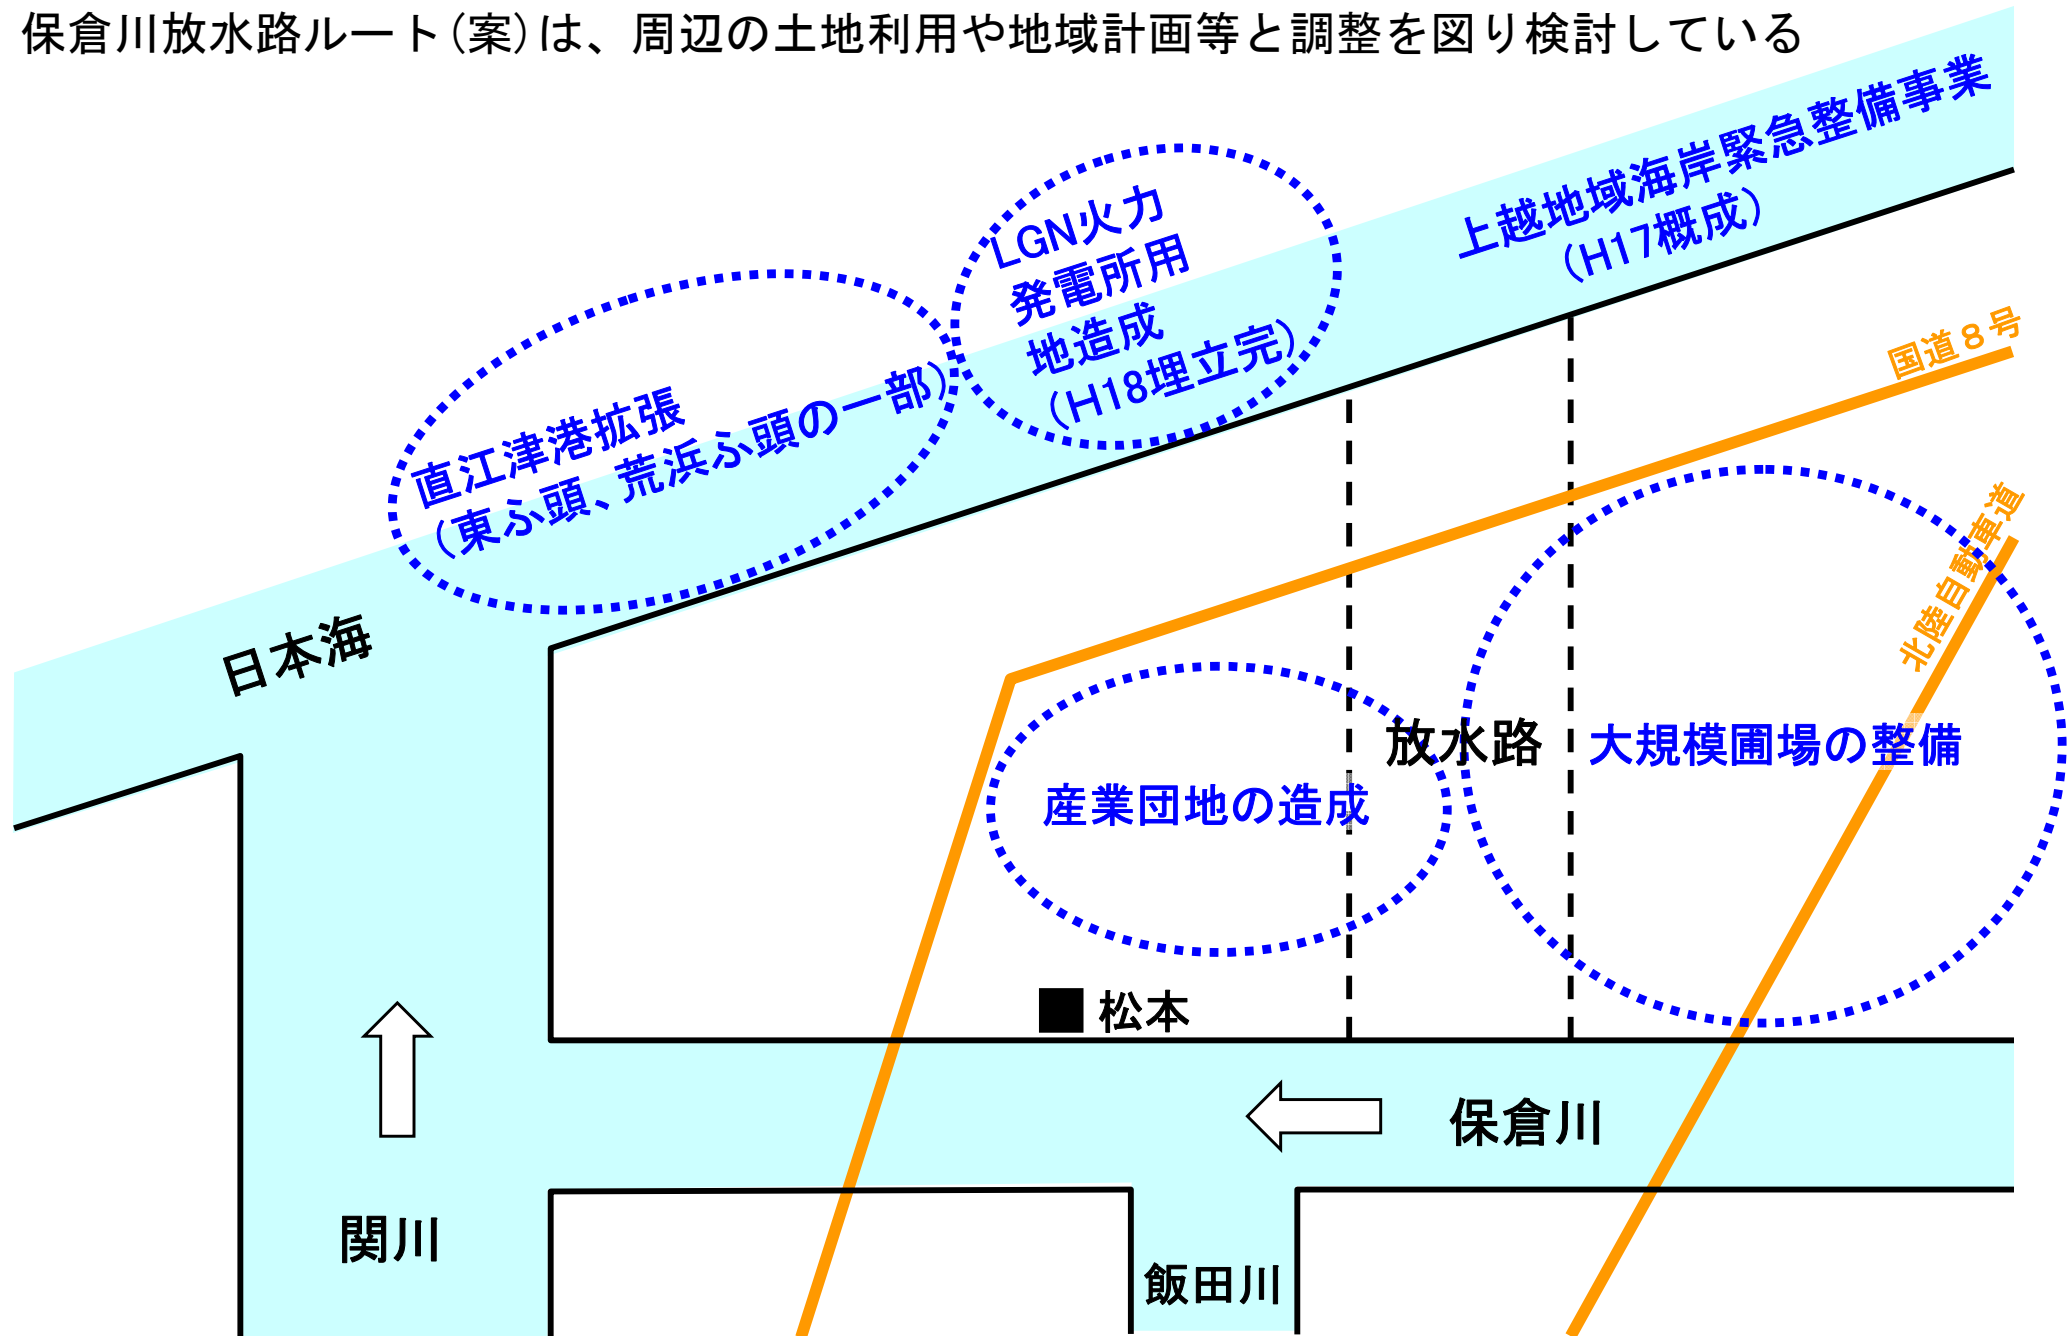 保倉川放水路ルート(案)は、周辺の土地利用や地域計画等と調整を図り検討している
上越地域海岸緊急整備事業
(H17概成)
LGN火力
発電所用
地造成
(H18埋立完)
直江津港拡張
(東ふ頭、荒浜ふ頭の一部)
国道8号
北陸自動車道
日本海
放水路
大規模圃場の整備
産業団地の造成
松本
保倉川
関川
飯田川